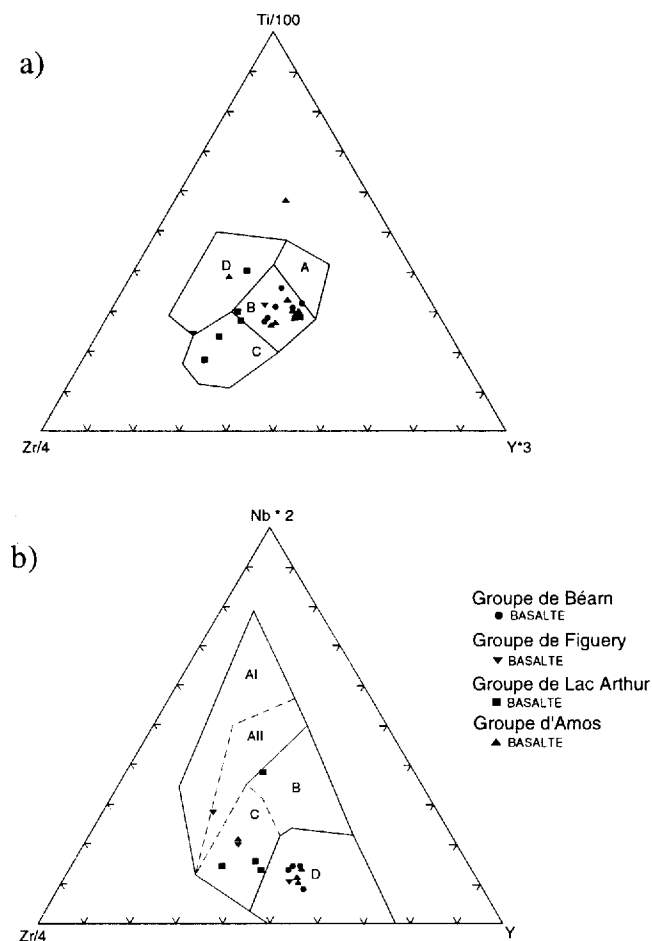 a)
Ti/100
D
A
B
C
Zr/4
Y*3
b)
Nb * 2
AI
AII
B
C
D
Zr/4
Y
Groupe de Béarn
● BASALTE
Groupe de Figuery
▼ BASALTE
Groupe de Lac Arthur
■ BASALTE
Groupe d'Amos
▲ BASALTE